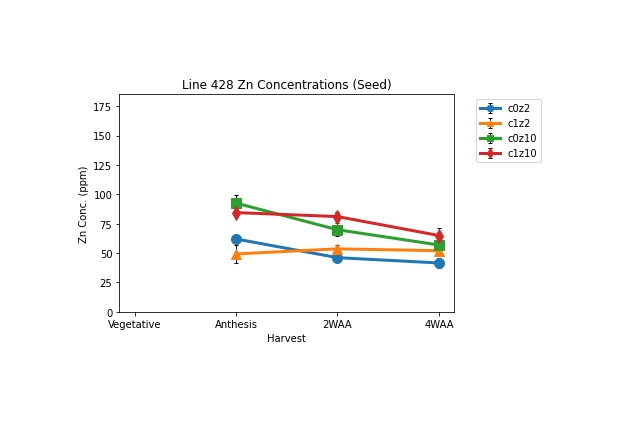 Line 428 Zn Concentrations (Seed)
175
150
125
100
75
50
25
0
Zn Conc. (ppm)
Vegetative Anthesis 2WAA 4WAA
Harvest
c0z2
c1z2
c0z10
c1z10